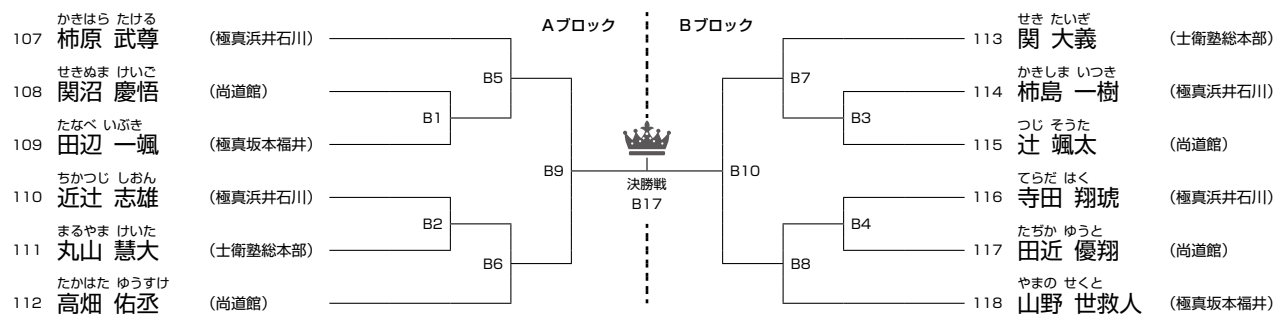 Aブロック
Bブロック
かきはら たける
107 柿原 武尊 (極真浜井石川)
せきぬま けいご
108 関沼 慶悟 (尚道館)
たなべ いぶき
109 田辺 一颯 (極真坂本福井)
ちかつじ しおん
110 近辻 志雄 (極真浜井石川)
まるやま けいた
111 丸山 慧大 (士衛塾総本部)
たかはた ゆうすけ
112 高畑 佑丞 (尚道館)
B5
B1
B2
B6
B9
決勝戦
B17
B10
B7
B3
B4
B8
せき たいぎ
113 関 大義 (士衛塾総本部)
かきしま いつき
114 柿島 一樹 (極真浜井石川)
つじ そうた
115 辻 颯太 (尚道館)
てらだ はく
116 寺田 翔琥 (極真浜井石川)
たぢか ゆうと
117 田近 優翔 (尚道館)
やまの せくと
118 山野 世救人 (極真坂本福井)